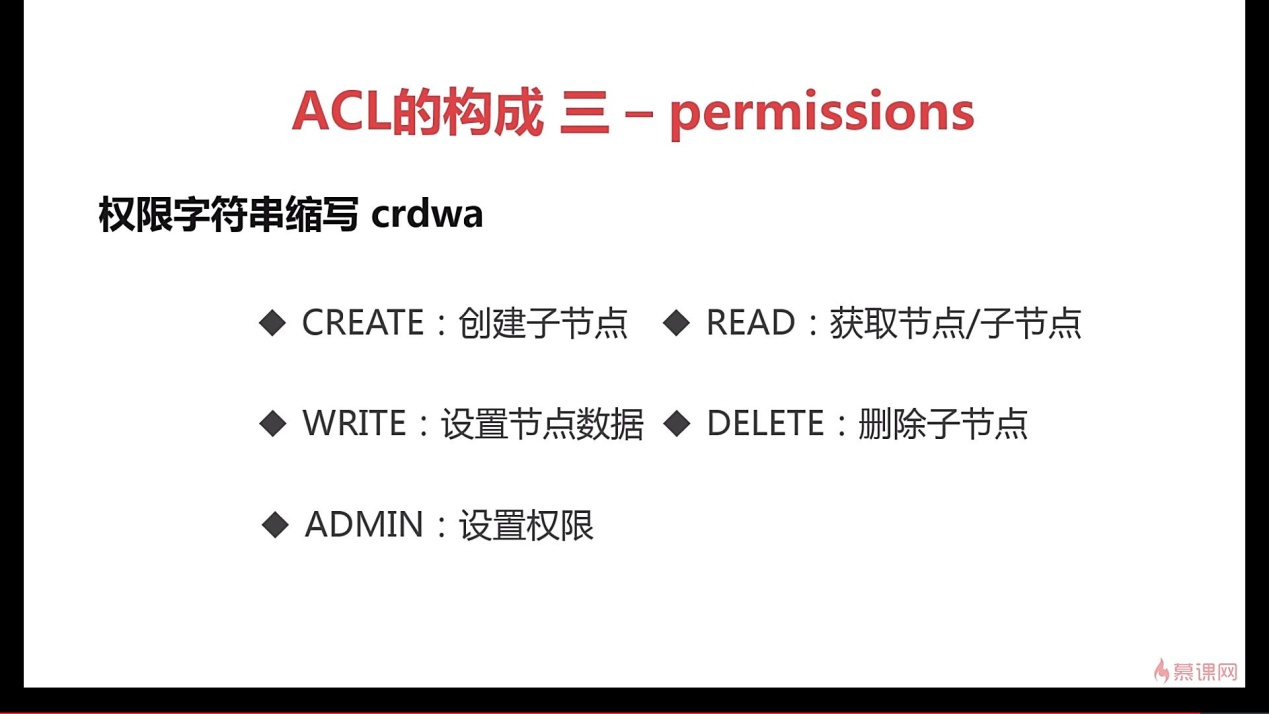 ACL的构成 三 – permissions
权限字符串缩写 crdwa
◆ CREATE：创建子节点 ◆ READ：获取节点/子节点
◆ WRITE：设置节点数据 ◆ DELETE：删除子节点
◆ ADMIN：设置权限
慕课网